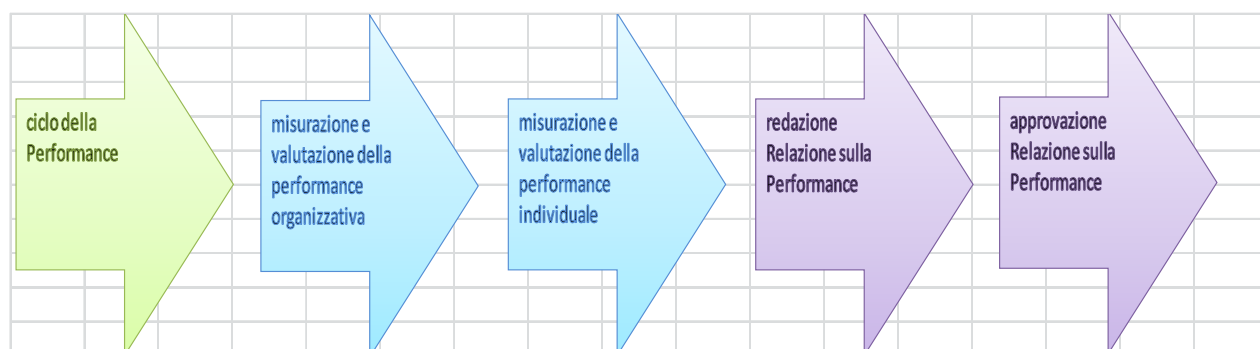 ciclo della
Performance
misurazione e
valutazione della
performance
organizzativa
misurazione e
valutazione della
performance
individuale
redazione
Relazione sulla
Performance
approvazione
Relazione sulla
Performance